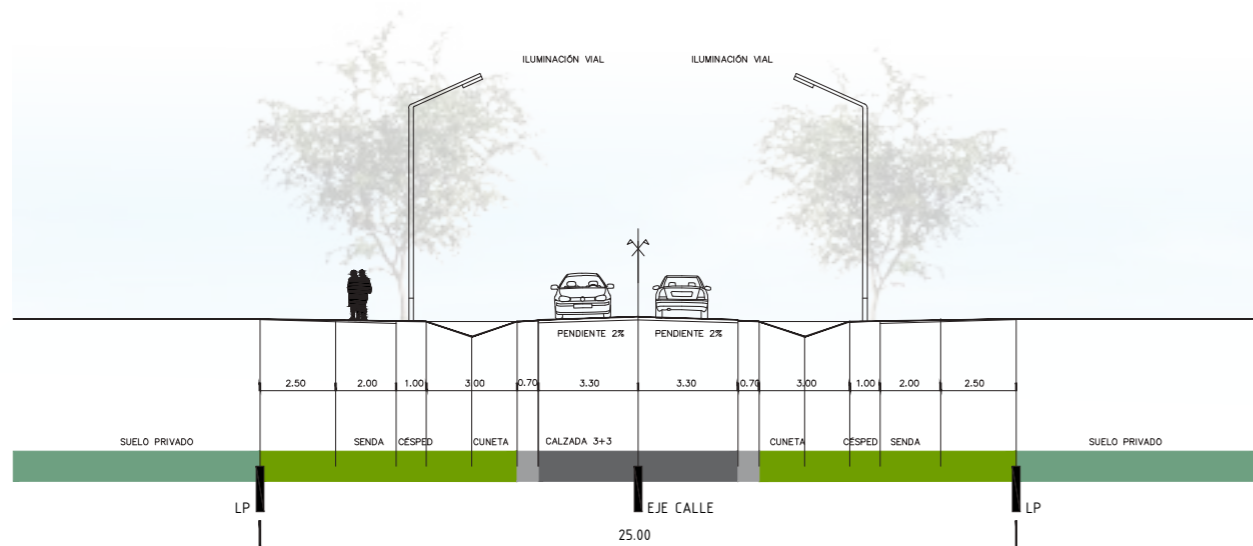 ILUMINACIÓN VIAL ILUMINACIÓN VIAL
PENDIENTE 2% PENDIENTE 2%
2.50 2.00 1.00 3.00 0.70 3.30 3.30 0.70 3.00 1.00 2.00 2.50
SUELO PRIVADO SENDA CÉSPED CUNETA CALZADA 3+3 CUNETA CÉSPED SENDA SUELO PRIVADO
LP EJE CALLE LP
25.00